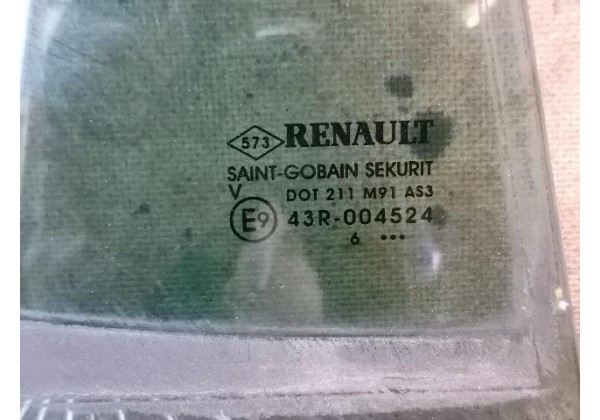 573 RENAULT
SAINT-GOBAIN SEKURIT
V DOT 211 M91 AS3
E9 43R-004524
6 •••